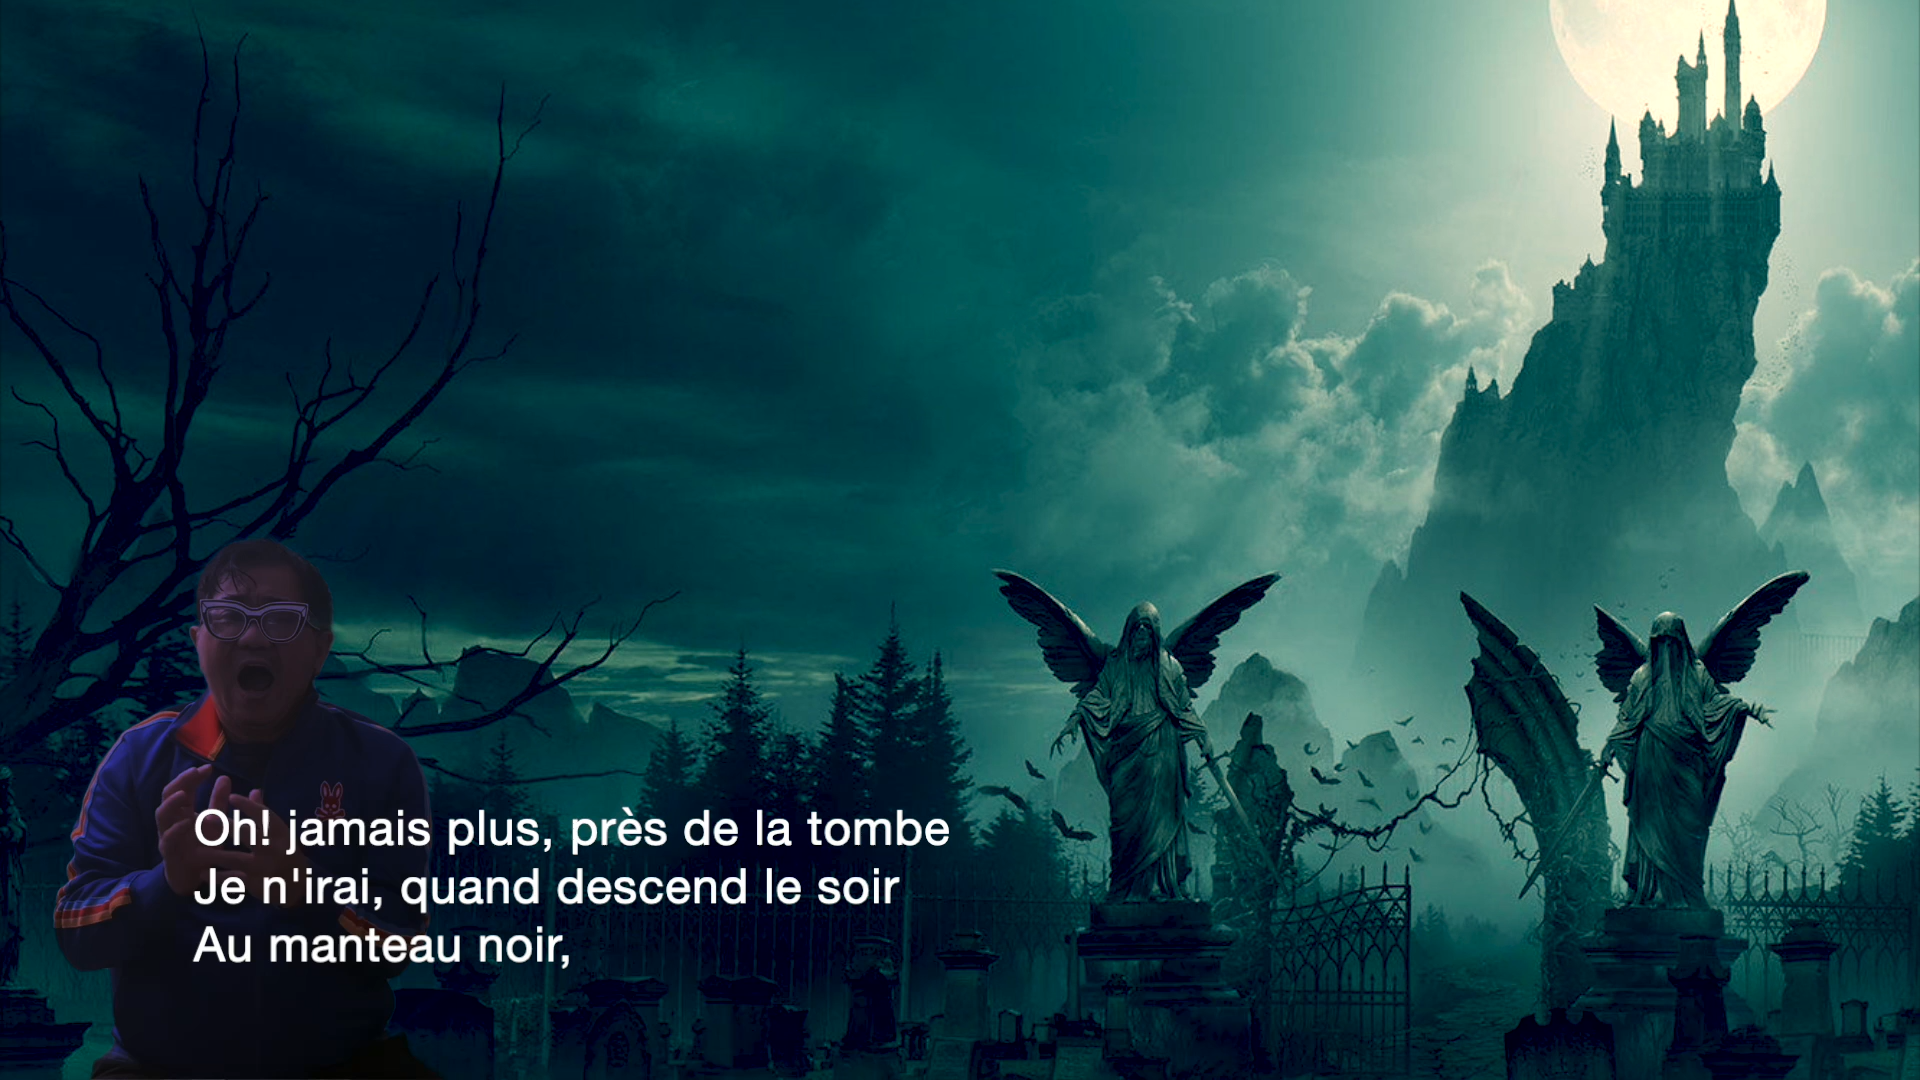 Oh! jamais plus, près de la tombe
Je n'irai, quand descend le soir
Au manteau noir,